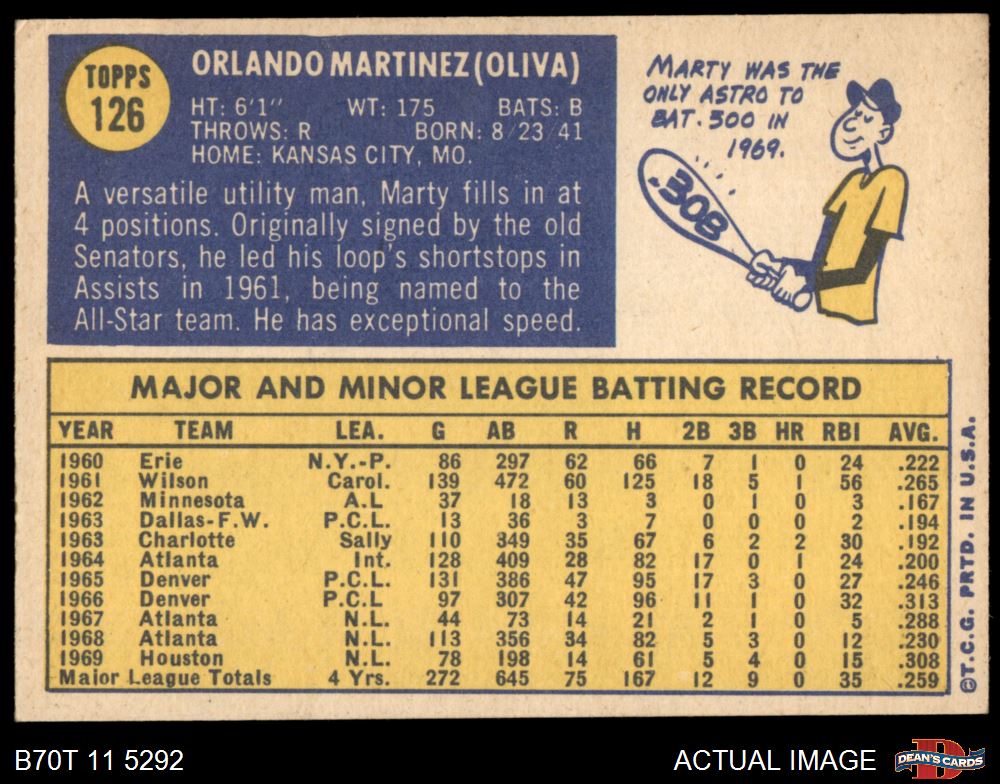 TOPPS
126
ORLANDO MARTINEZ (OLIVA)
HT: 6'1" WT: 175 BATS: B
THROWS: R BORN: 8/23/41
HOME: KANSAS CITY, MO.
A versatile utility man, Marty fills in at
4 positions. Originally signed by the old
Senators, he led his loop's shortstops in
Assists in 1961, being named to the
All-Star team. He has exceptional speed.
MARTY WAS THE
ONLY ASTRO TO
BAT .300 IN
1969.
.308
MAJOR AND MINOR LEAGUE BATTING RECORD
YEAR TEAM LEA. G AB R H 2B 3B HR RBI AVG.
1960 Erie N.Y.-P. 86 297 62 66 7 1 0 24 .222
1961 Wilson Carol. 139 472 60 125 18 5 1 56 .265
1962 Minnesota A.L 37 18 13 3 0 1 0 3 .167
1963 Dallas-F.W. P.C.L. 13 36 3 7 0 0 0 2 .194
1963 Charlotte Sally 110 349 35 67 6 2 2 30 .192
1964 Atlanta Int. 128 409 28 82 17 0 1 24 .200
1965 Denver P.C.L. 131 386 47 95 17 3 0 27 .246
1966 Denver P.C.L 97 307 42 96 11 1 0 32 .313
1967 Atlanta N.L. 44 73 14 21 2 1 0 5 .288
1968 Atlanta N.L. 113 356 34 82 5 3 0 12 .230
1969 Houston N.L. 78 198 14 61 5 4 0 15 .308
Major League Totals 4 Yrs. 272 645 75 167 12 9 0 35 .259
©T.C.G. PRTD. IN U.S.A.
B70T 11 5292
ACTUAL IMAGE
D
DEAN'S CARDS